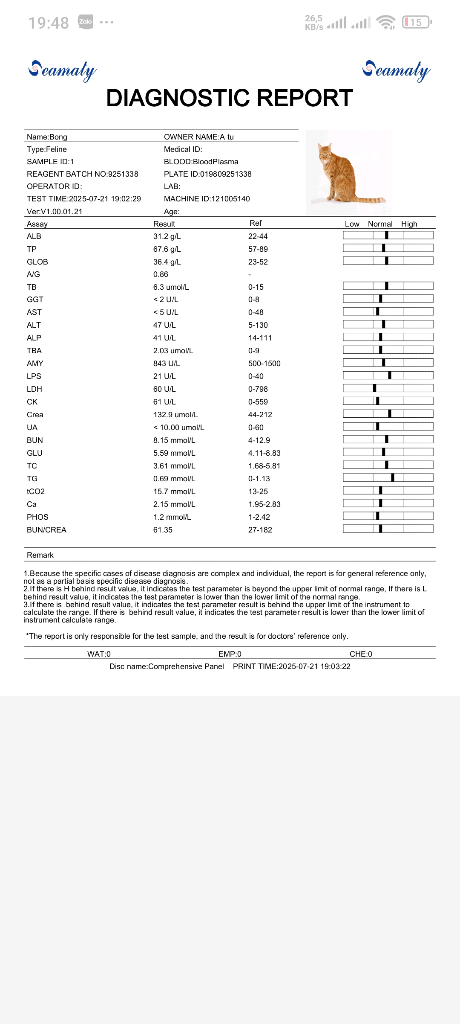 19:48 Zalo ... 26,5 KB/s 15
Seamaty Seamaty
DIAGNOSTIC REPORT
Name:Bong OWNER NAME:A tu
Type:Feline Medical ID:
SAMPLE ID:1 BLOOD:BloodPlasma
REAGENT BATCH NO:9251338 PLATE ID:019809251338
OPERATOR ID: LAB:
TEST TIME:2025-07-21 19:02:29 MACHINE ID:121005140
Ver:V1.00.01.21 Age:
Assay Result Ref Low Normal High
ALB 31.2 g/L 22-44
TP 67.6 g/L 57-89
GLOB 36.4 g/L 23-52
A/G 0.86 -
TB 6.3 umol/L 0-15
GGT < 2 U/L 0-8
AST < 5 U/L 0-48
ALT 47 U/L 5-130
ALP 41 U/L 14-111
TBA 2.03 umol/L 0-9
AMY 843 U/L 500-1500
LPS 21 U/L 0-40
LDH 60 U/L 0-798
CK 61 U/L 0-559
Crea 132.9 umol/L 44-212
UA < 10.00 umol/L 0-60
BUN 8.15 mmol/L 4-12.9
GLU 5.59 mmol/L 4.11-8.83
TC 3.61 mmol/L 1.68-5.81
TG 0.69 mmol/L 0-1.13
tCO2 15.7 mmol/L 13-25
Ca 2.15 mmol/L 1.95-2.83
PHOS 1.2 mmol/L 1-2.42
BUN/CREA 61.35 27-182
Remark
1.Because the specific cases of disease diagnosis are complex and individual, the report is for general reference only,
not as a partial basis specific disease diagnosis.
2.If there is H behind result value, it indicates the test parameter is beyond the upper limit of normal range, If there is L
behind result value, it indicates the test parameter is lower than the lower limit of the normal range.
3.If there is behind result value, it indicates the test parameter result is behind the upper limit of the instrument to
calculate the range. If there is behind result value, it indicates the test parameter result is lower than the lower limit of
instrument calculate range.
*The report is only responsible for the test sample, and the result is for doctors' reference only.
WAT:0 EMP:0 CHE:0
Disc name:Comprehensive Panel PRINT TIME:2025-07-21 19:03:22